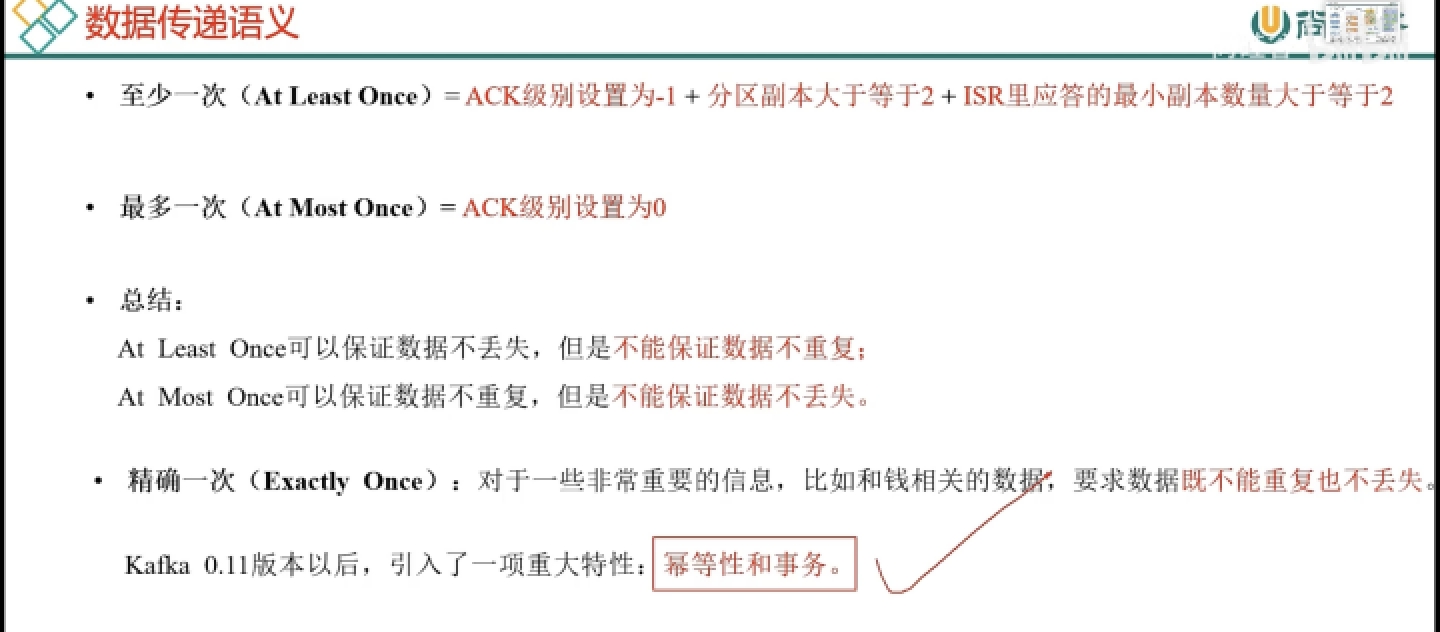 数据传递语义
• 至少一次（At Least Once）= ACK级别设置为-1 + 分区副本大于等于2 + ISR里应答的最小副本数量大于等于2
• 最多一次（At Most Once）= ACK级别设置为0
• 总结：
At Least Once可以保证数据不丢失，但是不能保证数据不重复；
At Most Once可以保证数据不重复，但是不能保证数据不丢失。
• 精确一次（Exactly Once）：对于一些非常重要的信息，比如和钱相关的数据，要求数据既不能重复也不丢失。
Kafka 0.11版本以后，引入了一项重大特性：幂等性和事务。